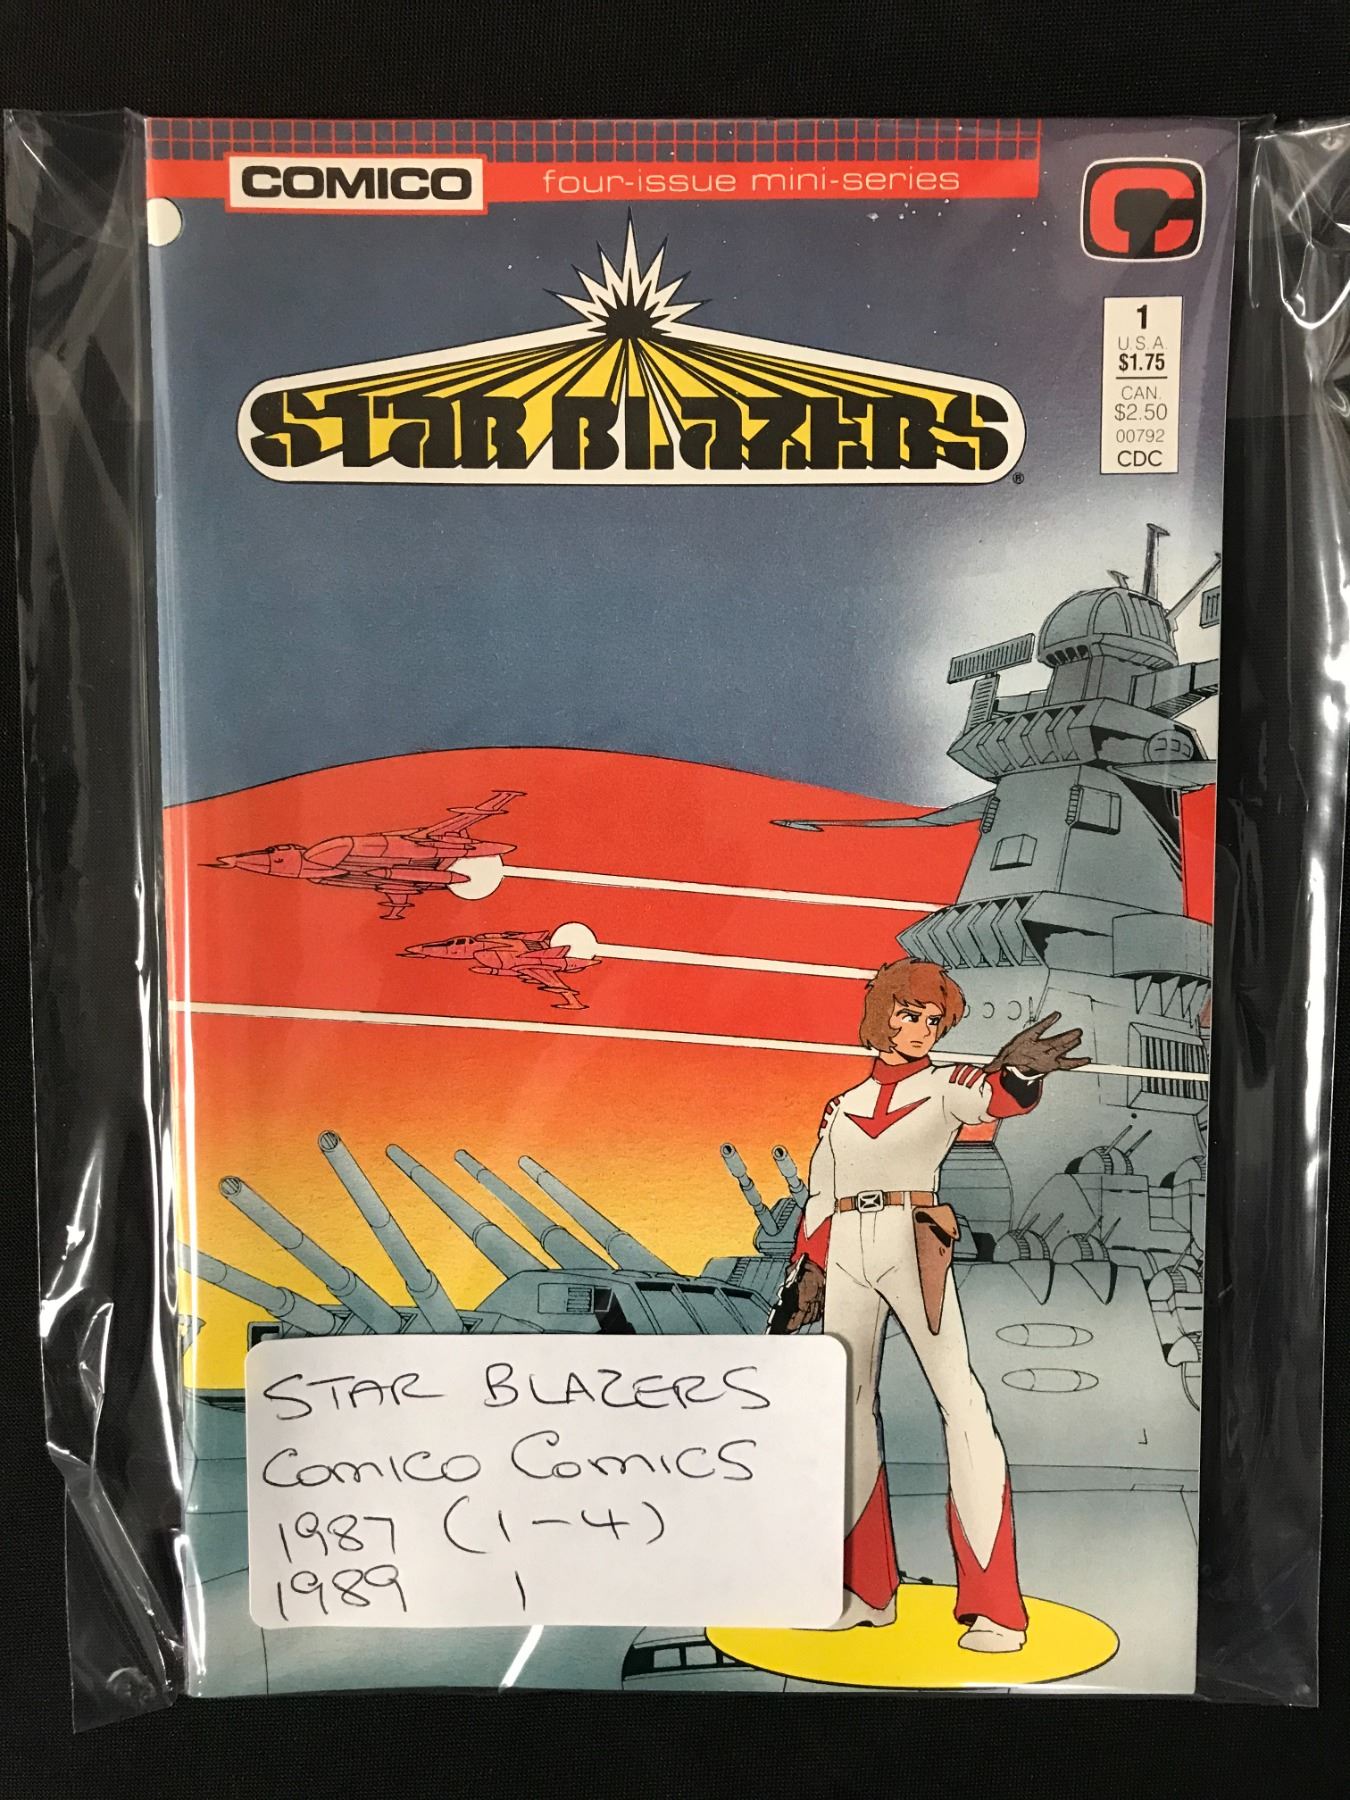 COMICO
four-issue mini-series
C
STAR BLAZERS
®
1
U.S.A.
$1.75
CAN.
$2.50
00792
CDC
STAR BLAZERS
COMICO COMICS
1987 (1-4)
1989 1